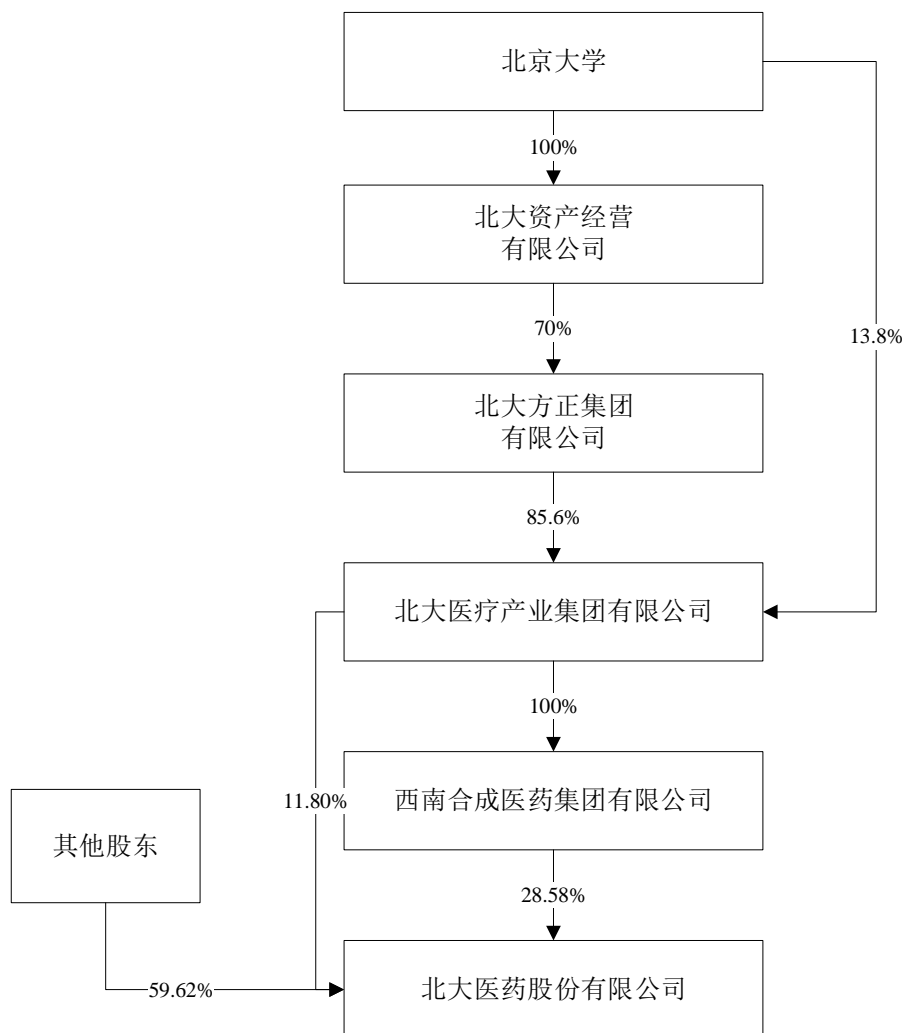 北京大学
100%
北大资产经营
有限公司
70%
13.8%
北大方正集团
有限公司
85.6%
北大医疗产业集团有限公司
100%
西南合成医药集团有限公司
11.80%
其他股东
28.58%
北大医药股份有限公司
59.62%